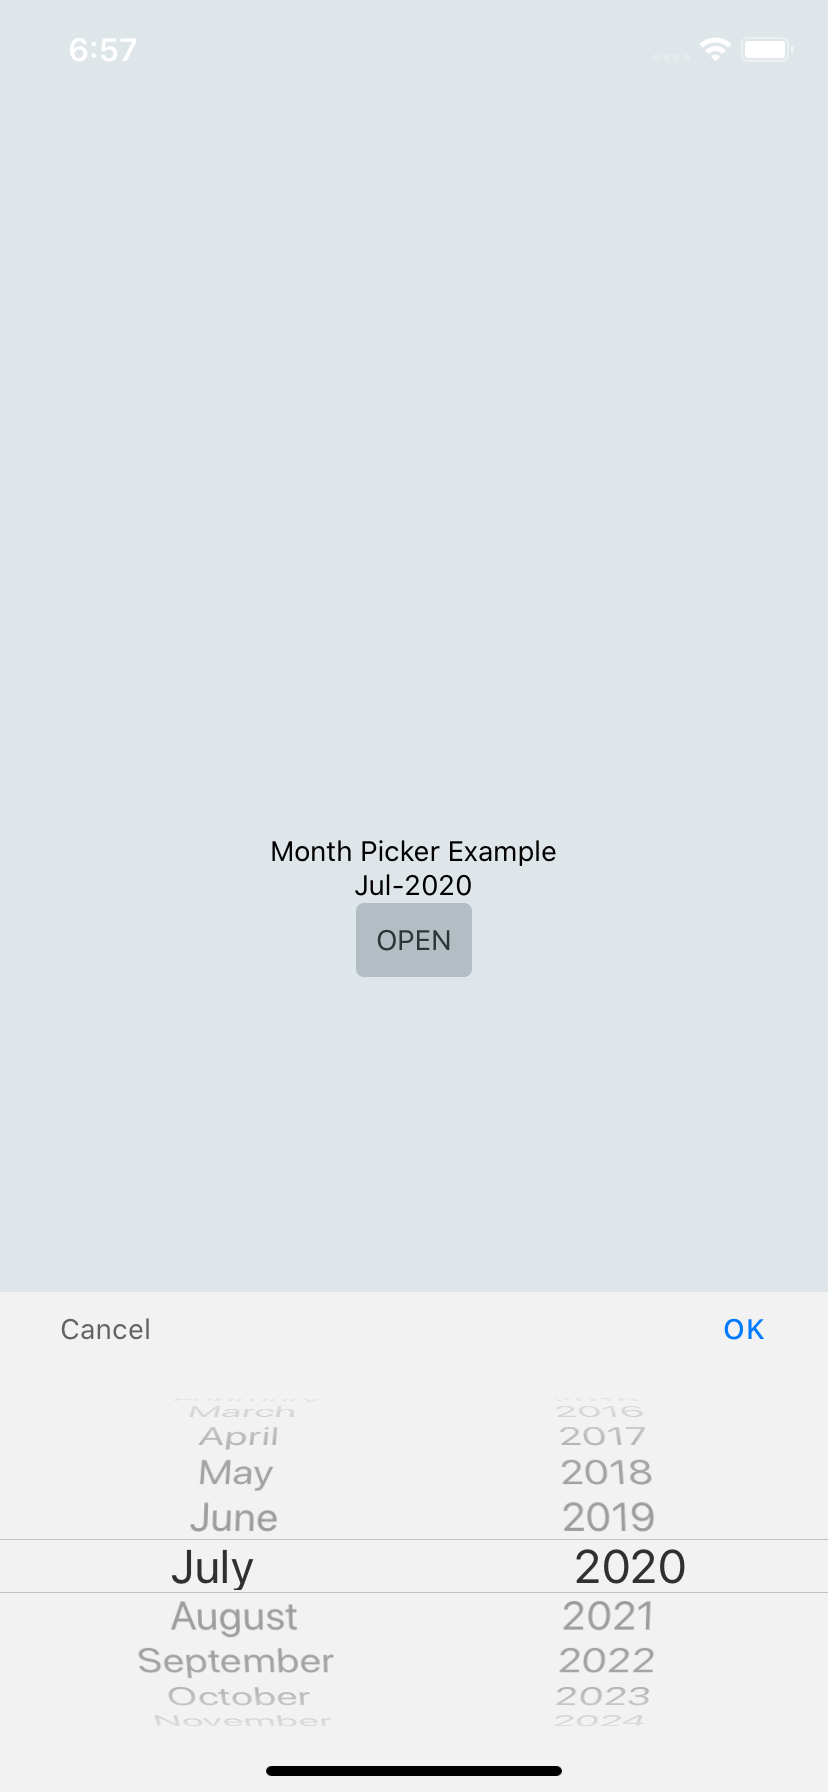 6:57
Month Picker Example
Jul-2020
OPEN
Cancel OK
March 2016
April 2017
May 2018
June 2019
July 2020
August 2021
September 2022
October 2023
November 2024